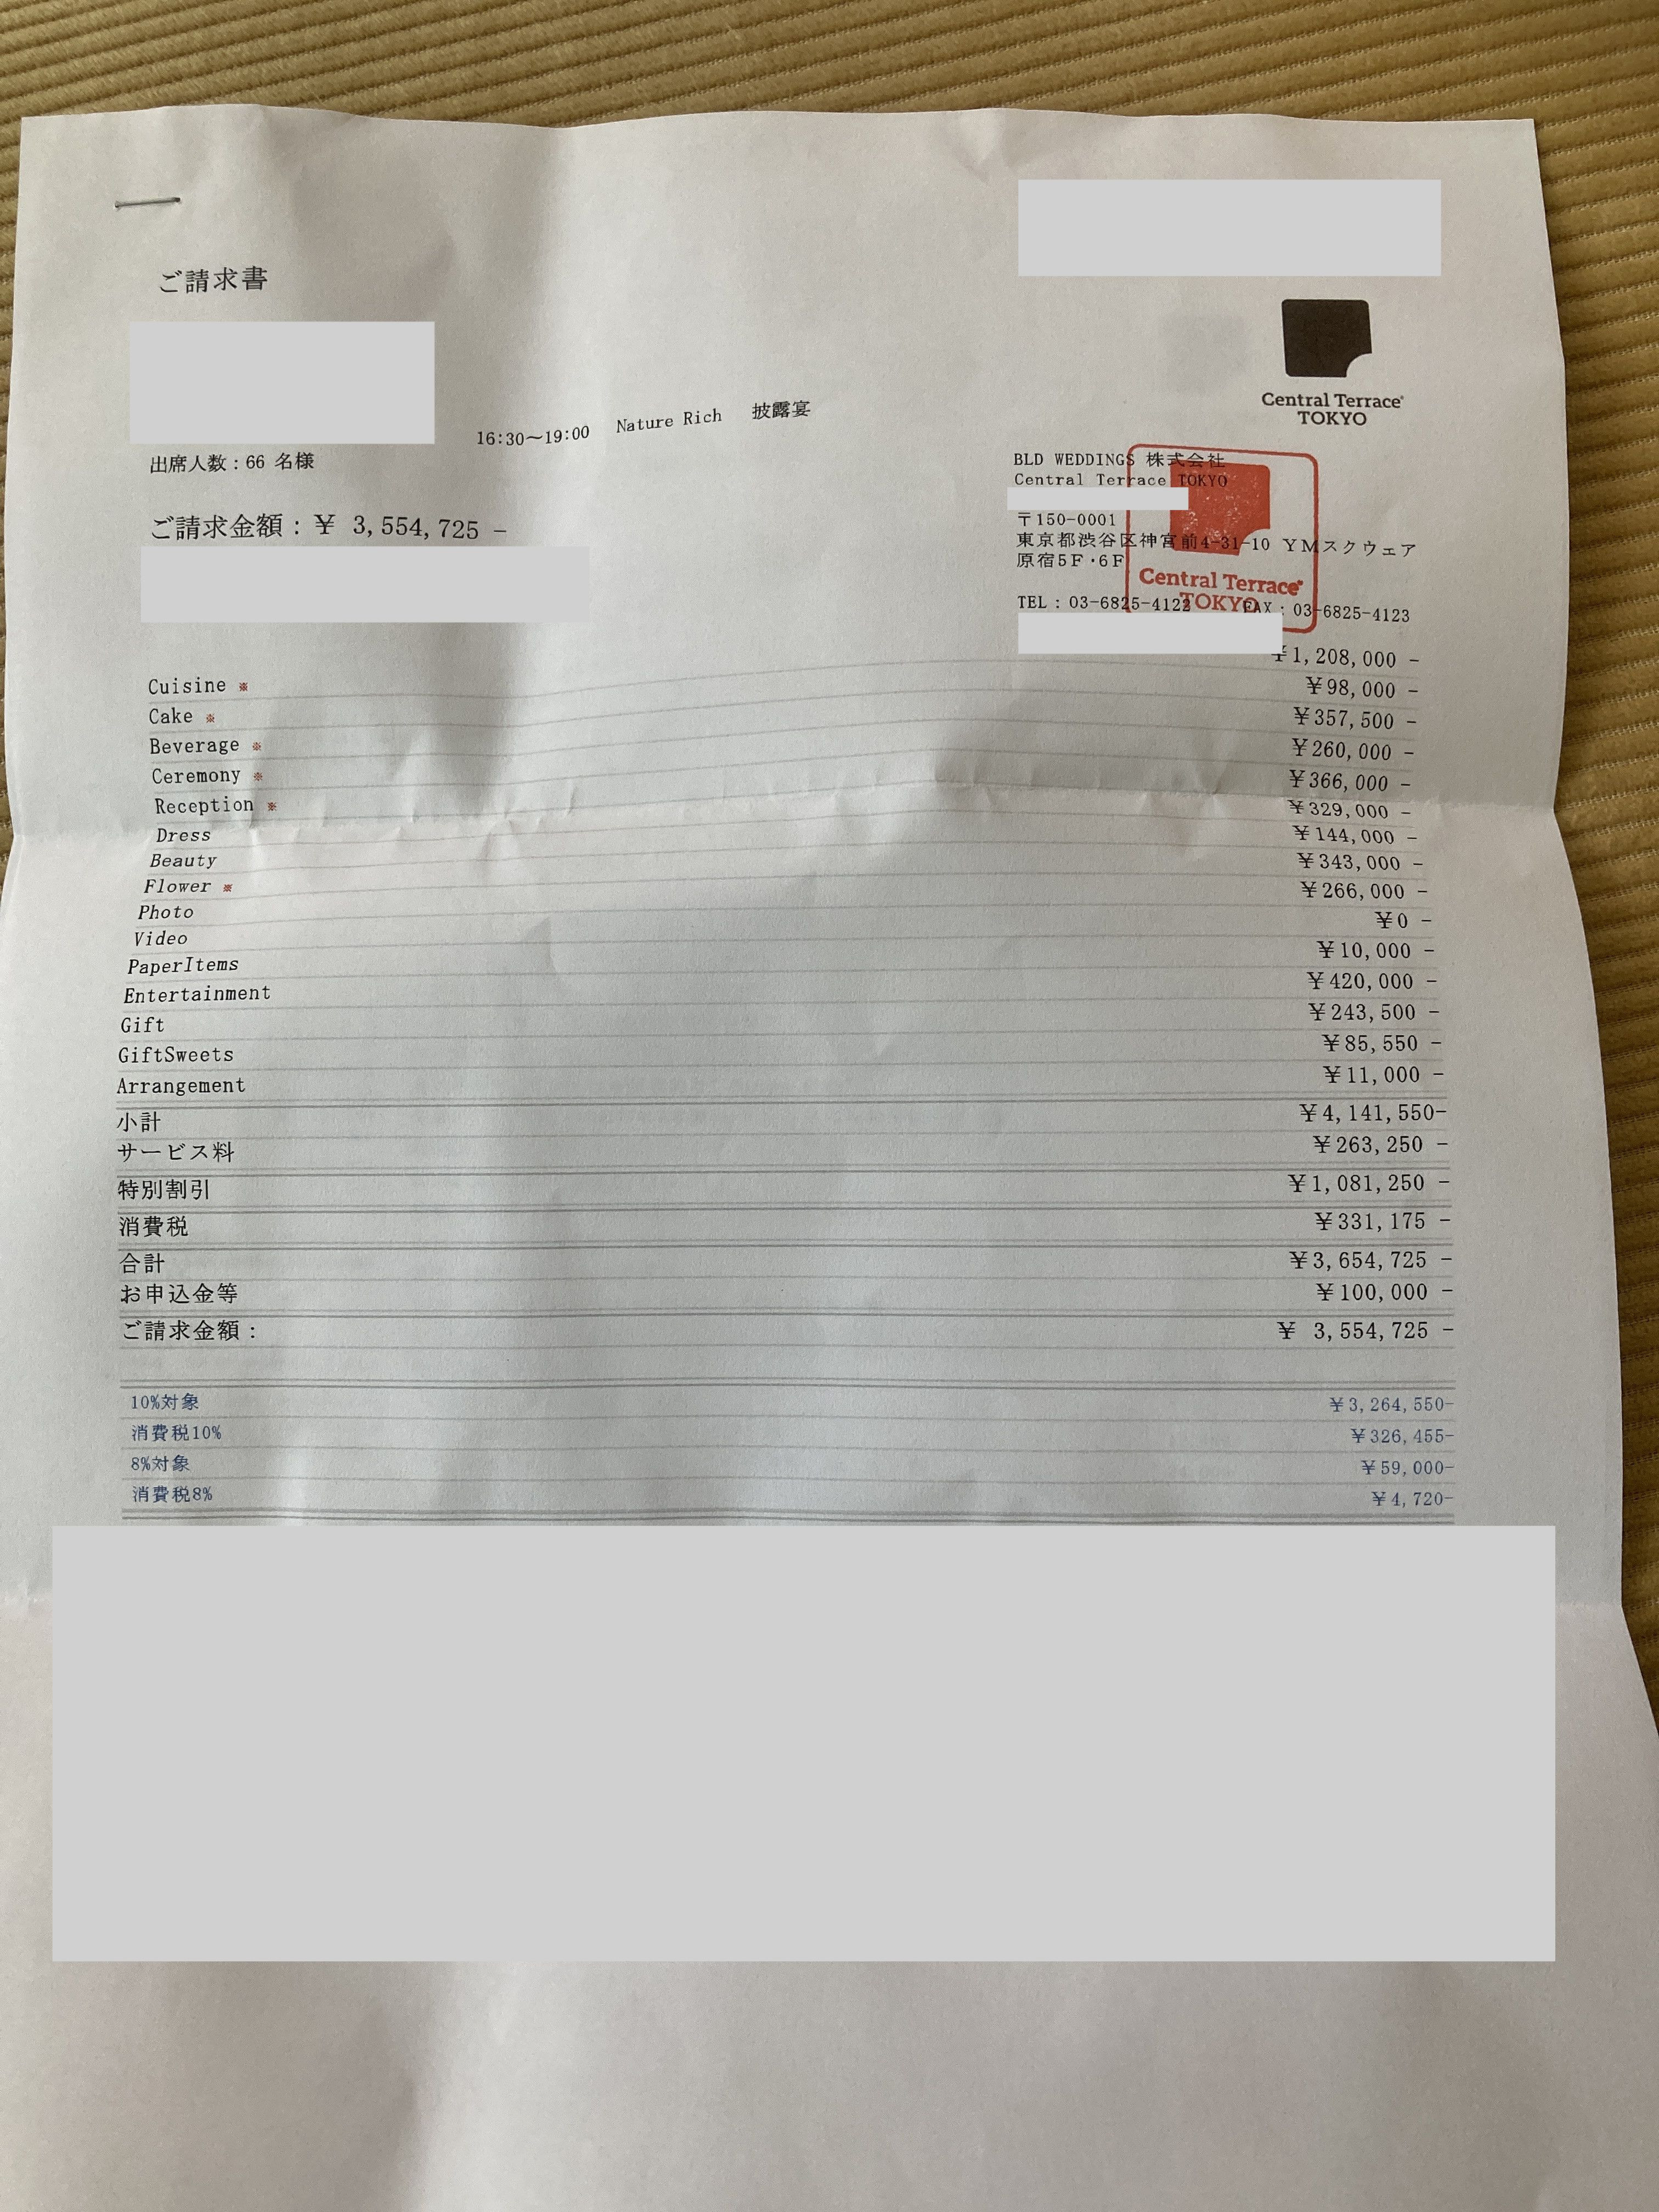 ご請求書
Central Terrace®
TOKYO
16:30～19:00 Nature Rich 披露宴
出席人数：66 名様
ご請求金額：￥ 3,554,725 －
BLD WEDDINGS 株式会社
Central Terrace TOKYO
〒150-0001
東京都渋谷区神宮前4-31-10 YMスクウェア
原宿5F・6F
TEL：03-6825-4122 FAX：03-6825-4123
Central Terrace®
TOKYO
Cuisine ※ ￥1,208,000 －
Cake ※ ￥98,000 －
Beverage ※ ￥357,500 －
Ceremony ※ ￥260,000 －
Reception ※ ￥366,000 －
Dress ￥329,000 －
Beauty ￥144,000 －
Flower ※ ￥343,000 －
Photo ￥266,000 －
Video ￥0 －
PaperItems ￥10,000 －
Entertainment ￥420,000 －
Gift ￥243,500 －
GiftSweets ￥85,550 －
Arrangement ￥11,000 －
小計 ￥4,141,550－
サービス料 ￥263,250 －
特別割引 ￥1,081,250 －
消費税 ￥331,175 －
合計 ￥3,654,725 －
お申込金等 ￥100,000 －
ご請求金額： ￥ 3,554,725 －
10%対象 ￥3,264,550－
消費税10% ￥326,455－
8%対象 ￥59,000－
消費税8% ￥4,720－